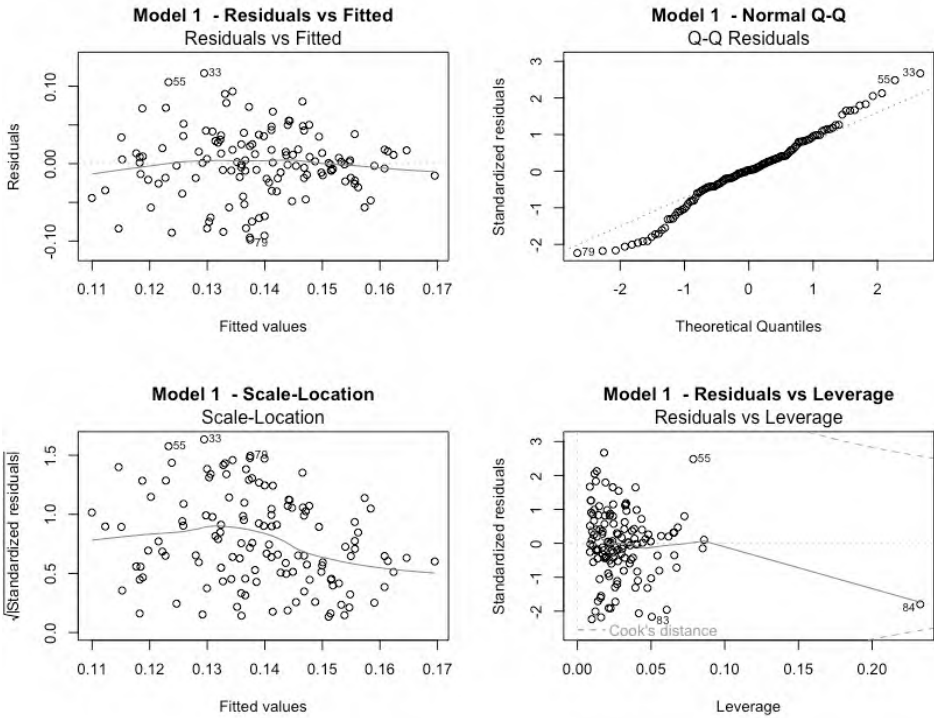 Model 1 - Residuals vs Fitted
Residuals vs Fitted
Residuals
0.10
0.00
-0.10
55
33
79
0.11 0.12 0.13 0.14 0.15 0.16 0.17
Fitted values
Model 1 - Normal Q-Q
Q-Q Residuals
Standardized residuals
3
2
1
0
-1
-2
55
33
79
-2 -1 0 1 2
Theoretical Quantiles
Model 1 - Scale-Location
Scale-Location
√|Standardized residuals|
1.5
1.0
0.5
0.0
55
33
79
0.11 0.12 0.13 0.14 0.15 0.16 0.17
Fitted values
Model 1 - Residuals vs Leverage
Residuals vs Leverage
Standardized residuals
3
2
1
0
-1
-2
55
84
83
Cook's distance
0.00 0.05 0.10 0.15 0.20
Leverage